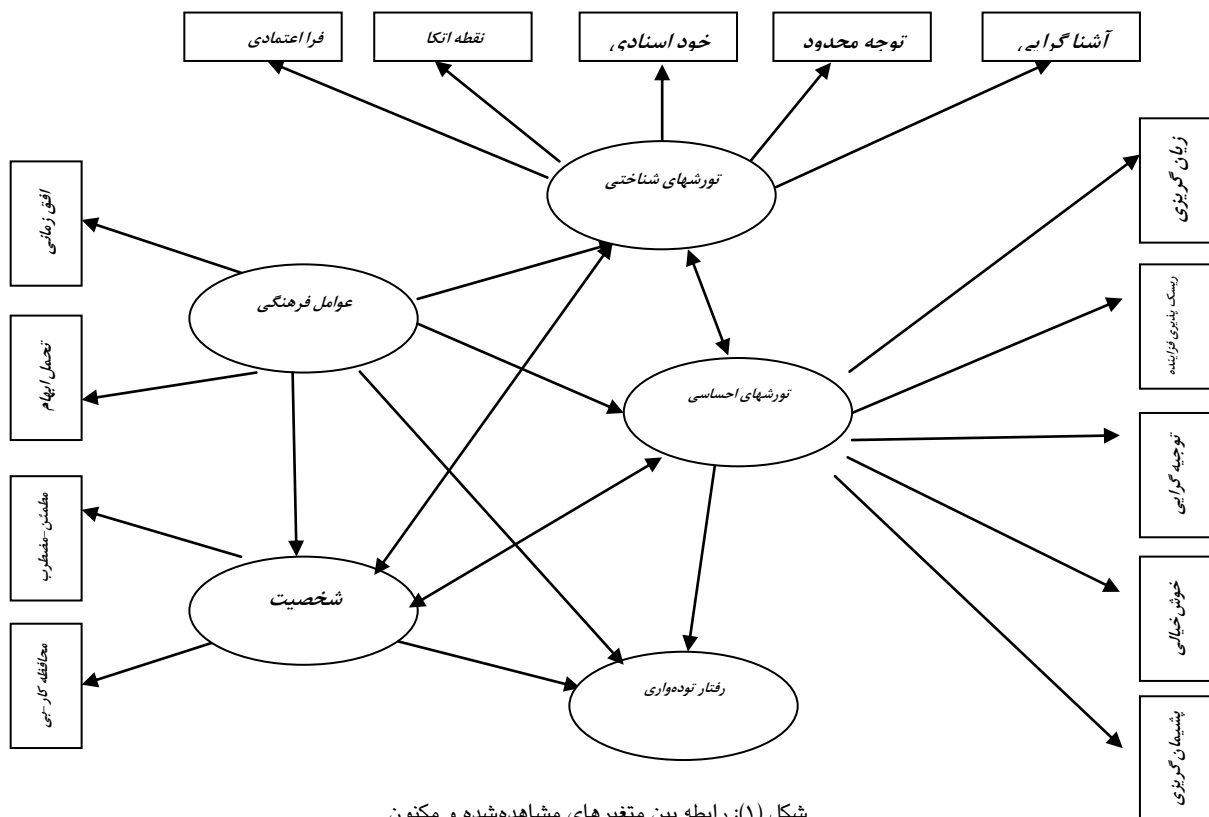 آشنا گرایی
توجه محدود
خود اسنادی
نقطه اتکا
فرا اعتمادی
تورشهای شناختی
زیان گریزی
افق زمانی
عوامل فرهنگی
ریسک پذیری فزاینده
تحمل ابهام
تورشهای احساسی
توجیه گرایی
مطمئن-مضطرب
شخصیت
خوش خیالی
محافظه کار-بی
رفتار توده‌واری
پشیمان گریزی
شکل (۱): رابطه بین متغیرهای مشاهده‌شده و مکنون